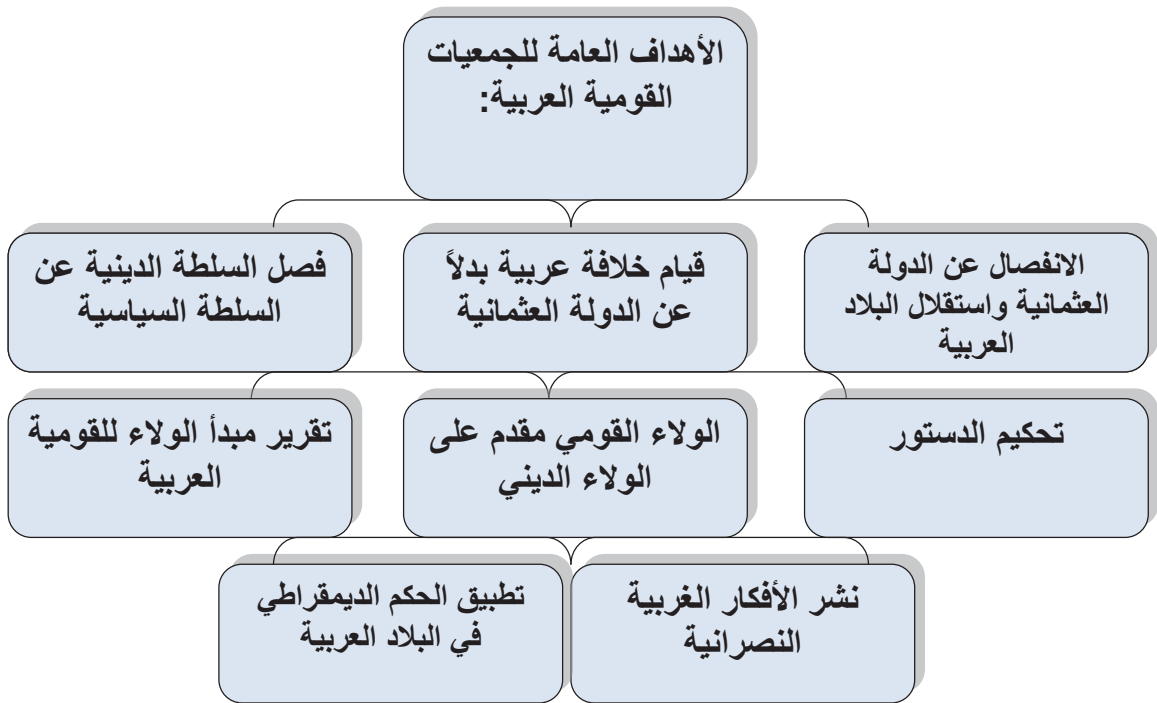 الأهداف العامة للجمعيات
القومية العربية:
الانفصال عن الدولة
العثمانية واستقلال البلاد
العربية
قيام خلافة عربية بدلاً
عن الدولة العثمانية
فصل السلطة الدينية عن
السلطة السياسية
تحكيم الدستور
الولاء القومي مقدم على
الولاء الديني
تقرير مبدأ الولاء للقومية
العربية
نشر الأفكار الغربية
النصرانية
تطبيق الحكم الديمقراطي
في البلاد العربية